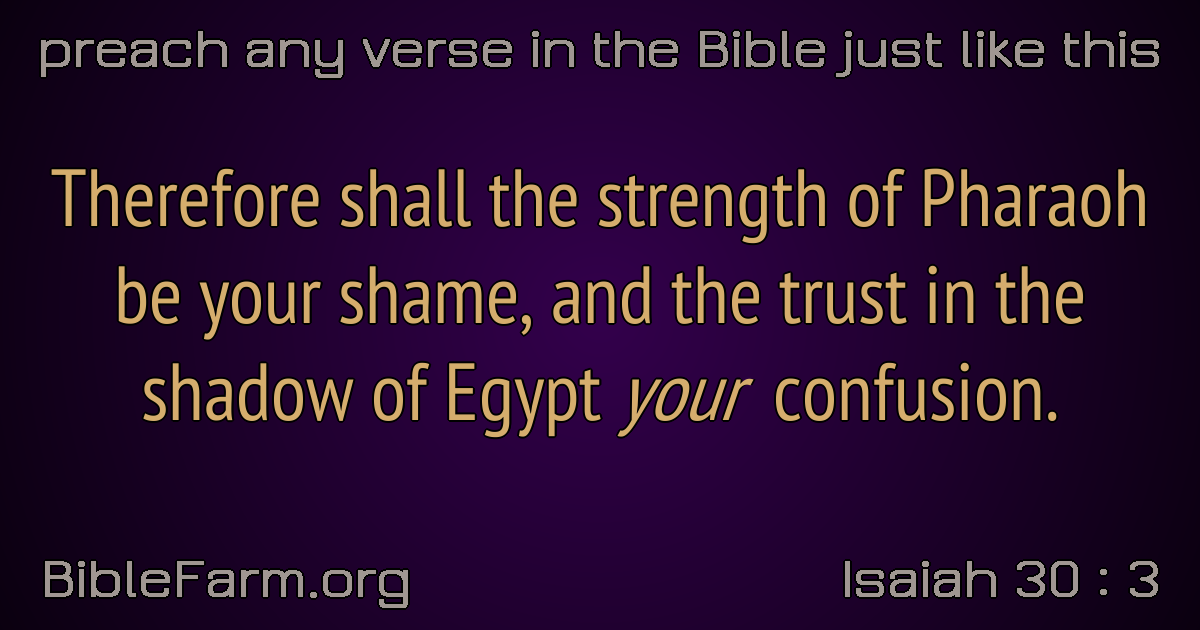 preach any verse in the Bible just like this
Therefore shall the strength of Pharaoh
be your shame, and the trust in the
shadow of Egypt your confusion.
BibleFarm.org
Isaiah 30 : 3